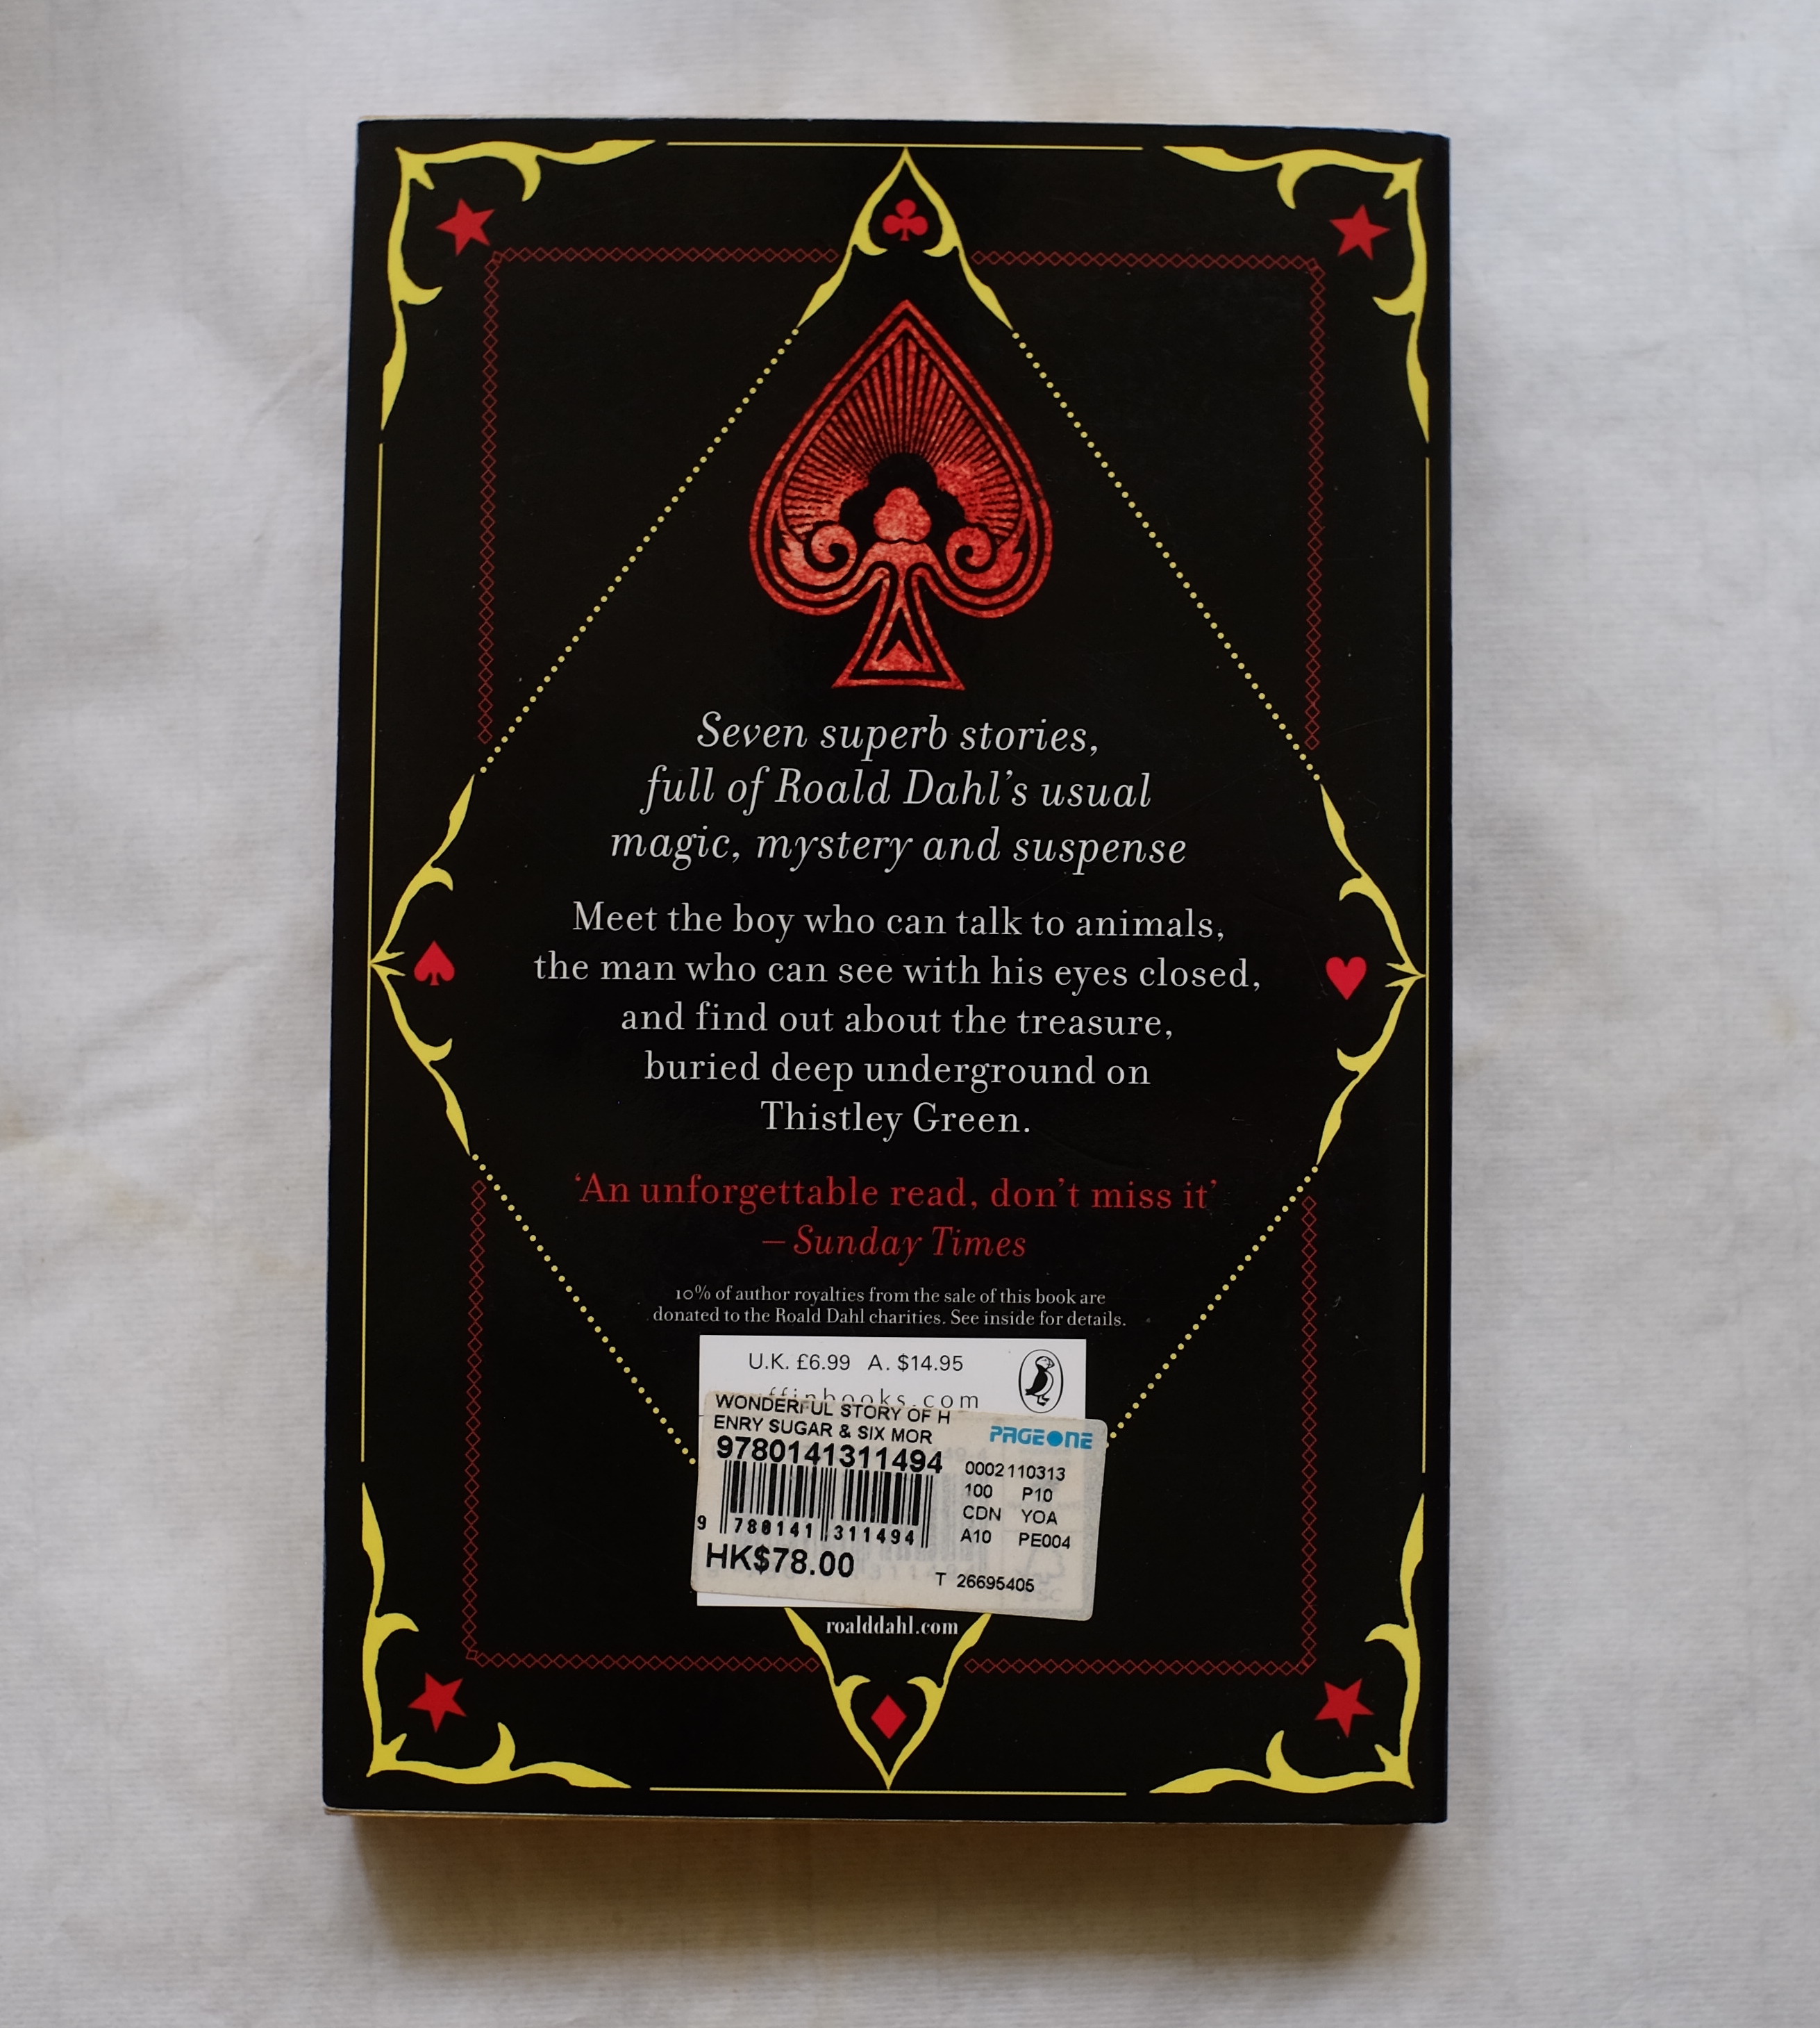 Seven superb stories,
full of Roald Dahl's usual
magic, mystery and suspense
Meet the boy who can talk to animals,
the man who can see with his eyes closed,
and find out about the treasure,
buried deep underground on
Thistley Green.
'An unforgettable read, don't miss it'
– Sunday Times
10% of author royalties from the sale of this book are
donated to the Roald Dahl charities. See inside for details.
U.K. £6.99 A. $14.95
WONDERFUL STORY OF H
ENRY SUGAR & SIX MOR
PAGEONE
9780141311494
0002110313
100 P10
CDN YOA
A10 PE004
9 780141 311494
HK$78.00
T 26695405
roalddahl.com